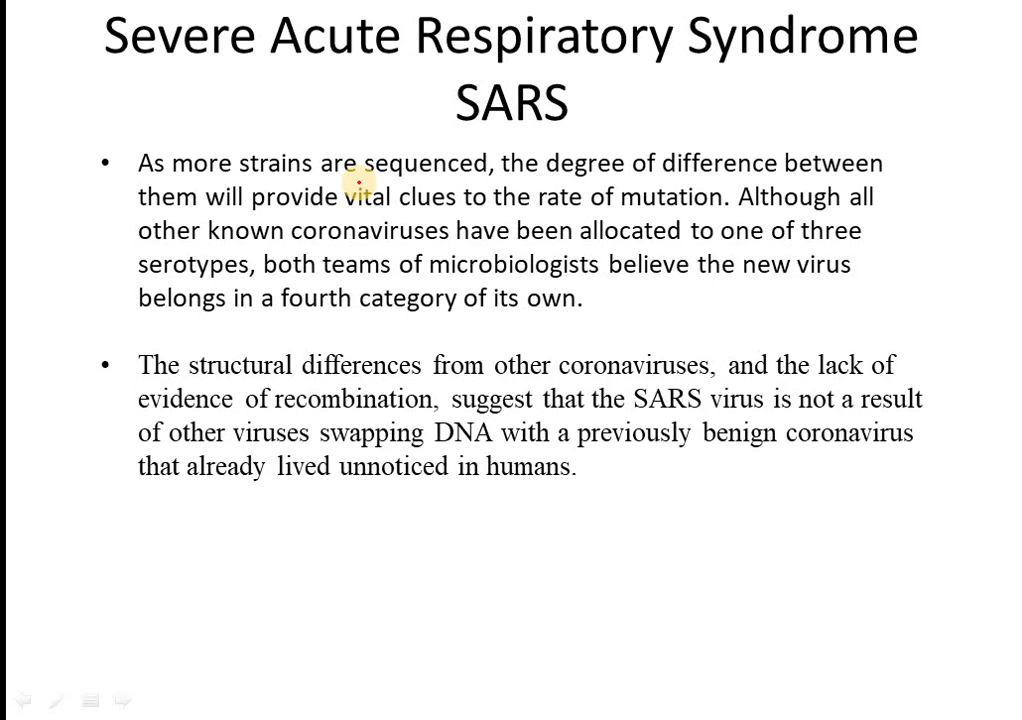 Severe Acute Respiratory Syndrome
SARS
• As more strains are sequenced, the degree of difference between
them will provide vital clues to the rate of mutation. Although all
other known coronaviruses have been allocated to one of three
serotypes, both teams of microbiologists believe the new virus
belongs in a fourth category of its own.
• The structural differences from other coronaviruses, and the lack of
evidence of recombination, suggest that the SARS virus is not a result
of other viruses swapping DNA with a previously benign coronavirus
that already lived unnoticed in humans.